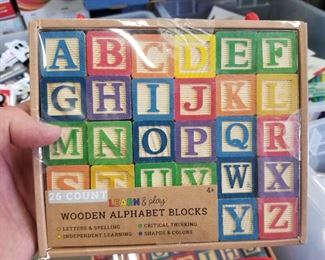 A B C D E F
G H I J K L
M N O P Q R
S T U V W X
Y Z
26 COUNT
LEARN & play
4+
WOODEN ALPHABET BLOCKS
LETTERS & SPELLING
CRITICAL THINKING
INDEPENDENT LEARNING
SHAPES & COLORS